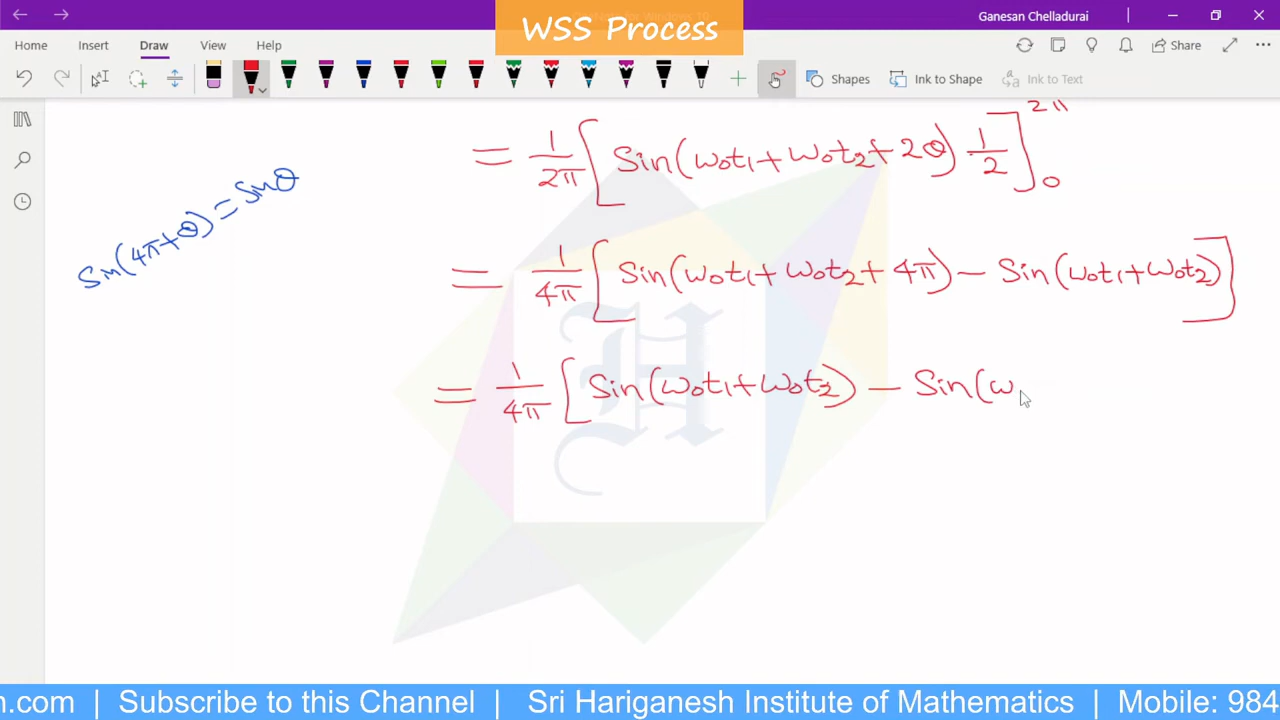 WSS Process
Ganesan Chelladurai
Home Insert Draw View Help
Share
Shapes
Ink to Shape
Ink to Text
= 1/2π [ Sin(ω₀t₁+ω₀t₂+2θ) 1/2 ]₀^2π
Sin(4π+θ) = Sinθ
= 1/4π [ Sin(ω₀t₁+ω₀t₂+4π) − Sin(ω₀t₁+ω₀t₂) ]
= 1/4π [ Sin(ω₀t₁+ω₀t₂) − Sin(ω
n.com | Subscribe to this Channel | Sri Hariganesh Institute of Mathematics | Mobile: 984